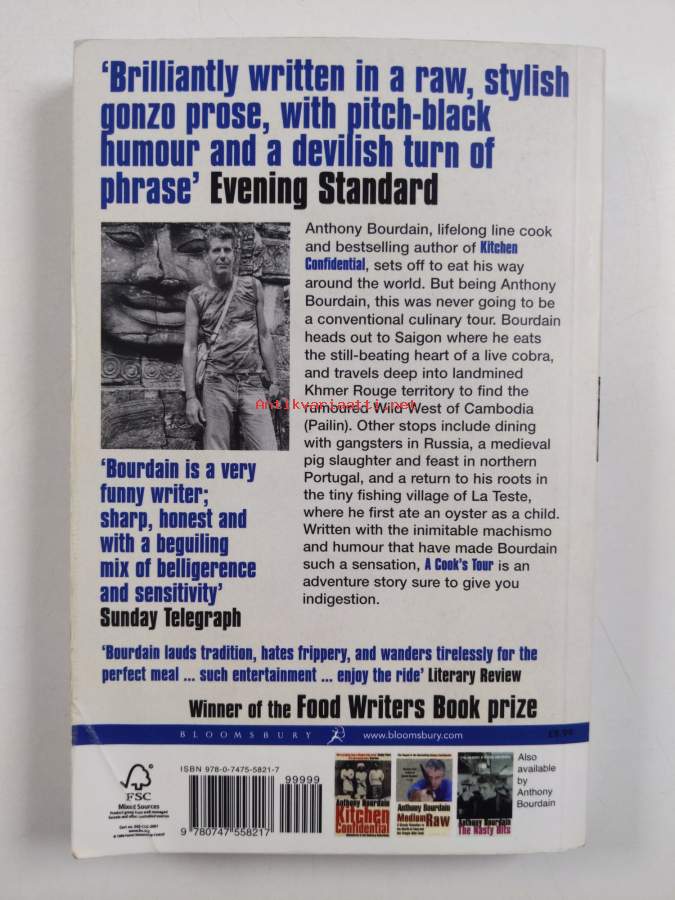 ‘Brilliantly written in a raw, stylish
gonzo prose, with pitch-black
humour and a devilish turn of
phrase’ Evening Standard
Anthony Bourdain, lifelong line cook
and bestselling author of Kitchen
Confidential, sets off to eat his way
around the world. But being Anthony
Bourdain, this was never going to be
a conventional culinary tour. Bourdain
heads out to Saigon where he eats
the still-beating heart of a live cobra,
and travels deep into landmined
Khmer Rouge territory to find the
rumoured Wild West of Cambodia
(Pailin). Other stops include dining
with gangsters in Russia, a medieval
pig slaughter and feast in northern
Portugal, and a return to his roots in
the tiny fishing village of La Teste,
where he first ate an oyster as a child.
Written with the inimitable machismo
and humour that have made Bourdain
such a sensation, A Cook's Tour is an
adventure story sure to give you
indigestion.
Antikvariaatti.net
‘Bourdain is a very
funny writer;
sharp, honest and
with a beguiling
mix of belligerence
and sensitivity’
Sunday Telegraph
‘Bourdain lauds tradition, hates frippery, and wanders tirelessly for the
perfect meal ... such entertainment ... enjoy the ride’ Literary Review
Winner of the Food Writers Book prize
BLOOMSBURY
www.bloomsbury.com
£8.99
FSC
Mixed Sources
ISBN 978-0-7475-5821-7
99999
9 780747 558217
Anthony Bourdain
Kitchen
Confidential
Anthony Bourdain
Medium
Raw
Anthony Bourdain
The Nasty Bits
Also
available
by
Anthony
Bourdain